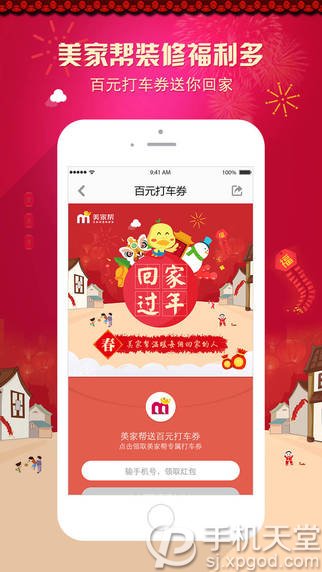 美家帮装修福利多
百元打车券送你回家
9:41 AM
100%
百元打车券
美家帮
回家
过年
春
美家帮温暖每个回家的人
美家帮送百元打车券
点击领取美家帮专属打车券
输手机号，领取红包
手机天堂
sj.xpgod.com